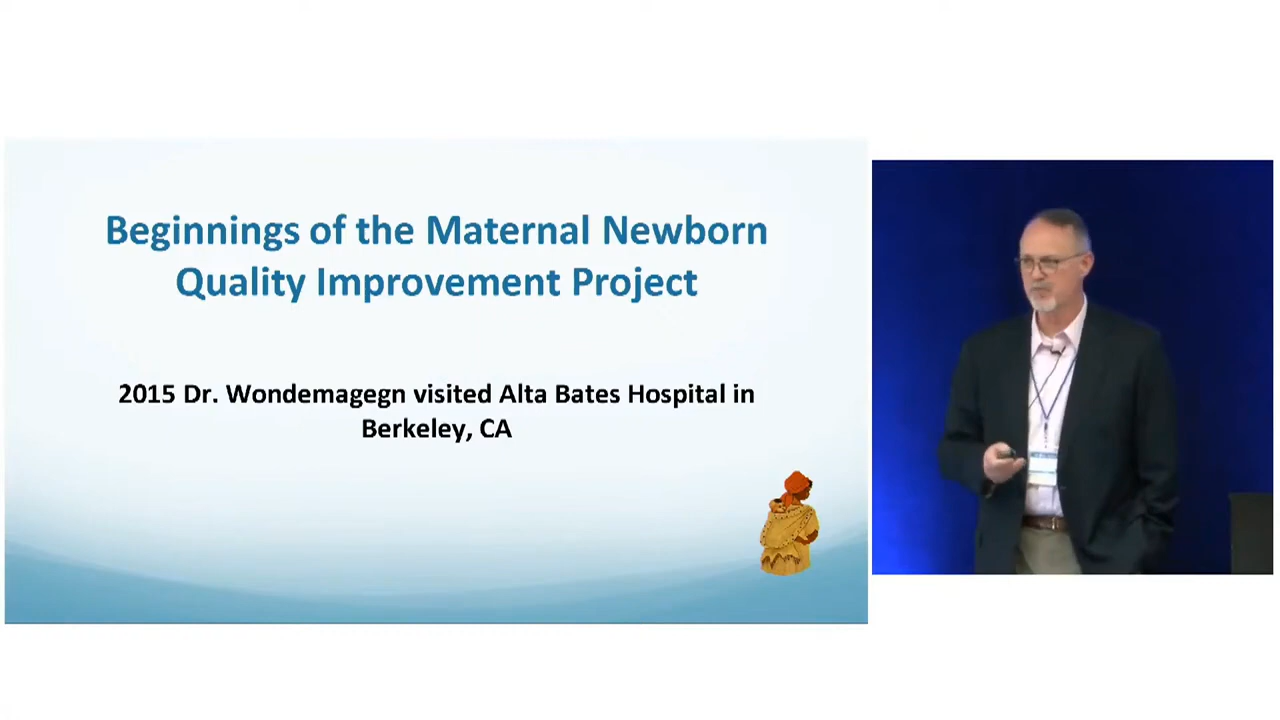 Beginnings of the Maternal Newborn
Quality Improvement Project
2015 Dr. Wondemagegn visited Alta Bates Hospital in
Berkeley, CA